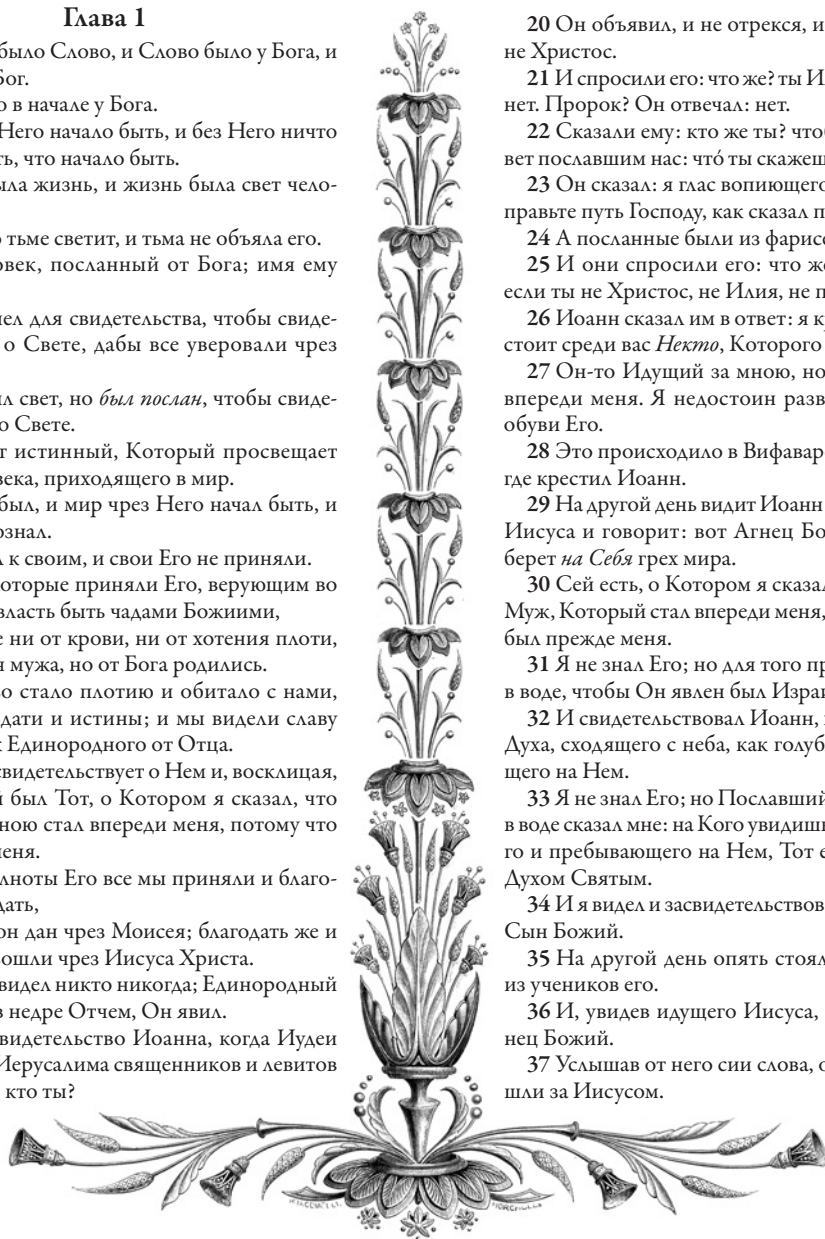 Глава 1
было Слово, и Слово было у Бога, и
Бог.
о в начале у Бога.
Него начало быть, и без Него ничто
ть, что начало быть.
ыла жизнь, и жизнь была свет чело-
о тьме светит, и тьма не объяла его.
овек, посланный от Бога; имя ему
ел для свидетельства, чтобы свиде-
о Свете, дабы все уверовали чрез
ыл свет, но был послан, чтобы свиде-
о Свете.
т истинный, Который просвещает
века, приходящего в мир.
был, и мир чрез Него начал быть, и
ознал.
л к своим, и свои Его не приняли.
оторые приняли Его, верующим во
власть быть чадами Божиими,
е ни от крови, ни от хотения плоти,
я мужа, но от Бога родились.
во стало плотию и обитало с нами,
дати и истины; и мы видели славу
к Единородного от Отца.
свидетельствует о Нем и, восклицая,
й был Тот, о Котором я сказал, что
мною стал впереди меня, потому что
меня.
лноты Его все мы приняли и благо-
дать,
он дан чрез Моисея; благодать же и
ошли чрез Иисуса Христа.
видел никто никогда; Единородный
в недре Отчем, Он явил.
видетельство Иоанна, когда Иудеи
Иерусалима священников и левитов
кто ты?
20 Он объявил, и не отрекся, и
не Христос.
21 И спросили его: что же? ты И
нет. Пророк? Он отвечал: нет.
22 Сказали ему: кто же ты? чтоб
вет пославшим нас: что́ ты скажеш
23 Он сказал: я глас вопиющего
правьте путь Господу, как сказал п
24 А посланные были из фарисе
25 И они спросили его: что же
если ты не Христос, не Илия, не п
26 Иоанн сказал им в ответ: я к
стоит среди вас Некто, Которого
27 Он-то Идущий за мною, но
впереди меня. Я недостоин разв
обуви Его.
28 Это происходило в Вифавар
где крестил Иоанн.
29 На другой день видит Иоанн
Иисуса и говорит: вот Агнец Бо
берет на Себя грех мира.
30 Сей есть, о Котором я сказал
Муж, Который стал впереди меня,
был прежде меня.
31 Я не знал Его; но для того пр
в воде, чтобы Он явлен был Израи
32 И свидетельствовал Иоанн,
Духа, сходящего с неба, как голуб
щего на Нем.
33 Я не знал Его; но Пославший
в воде сказал мне: на Кого увидиш
го и пребывающего на Нем, Тот е
Духом Святым.
34 И я видел и засвидетельствов
Сын Божий.
35 На другой день опять стоял
из учеников его.
36 И, увидев идущего Иисуса,
нец Божий.
37 Услышав от него сии слова, о
шли за Иисусом.